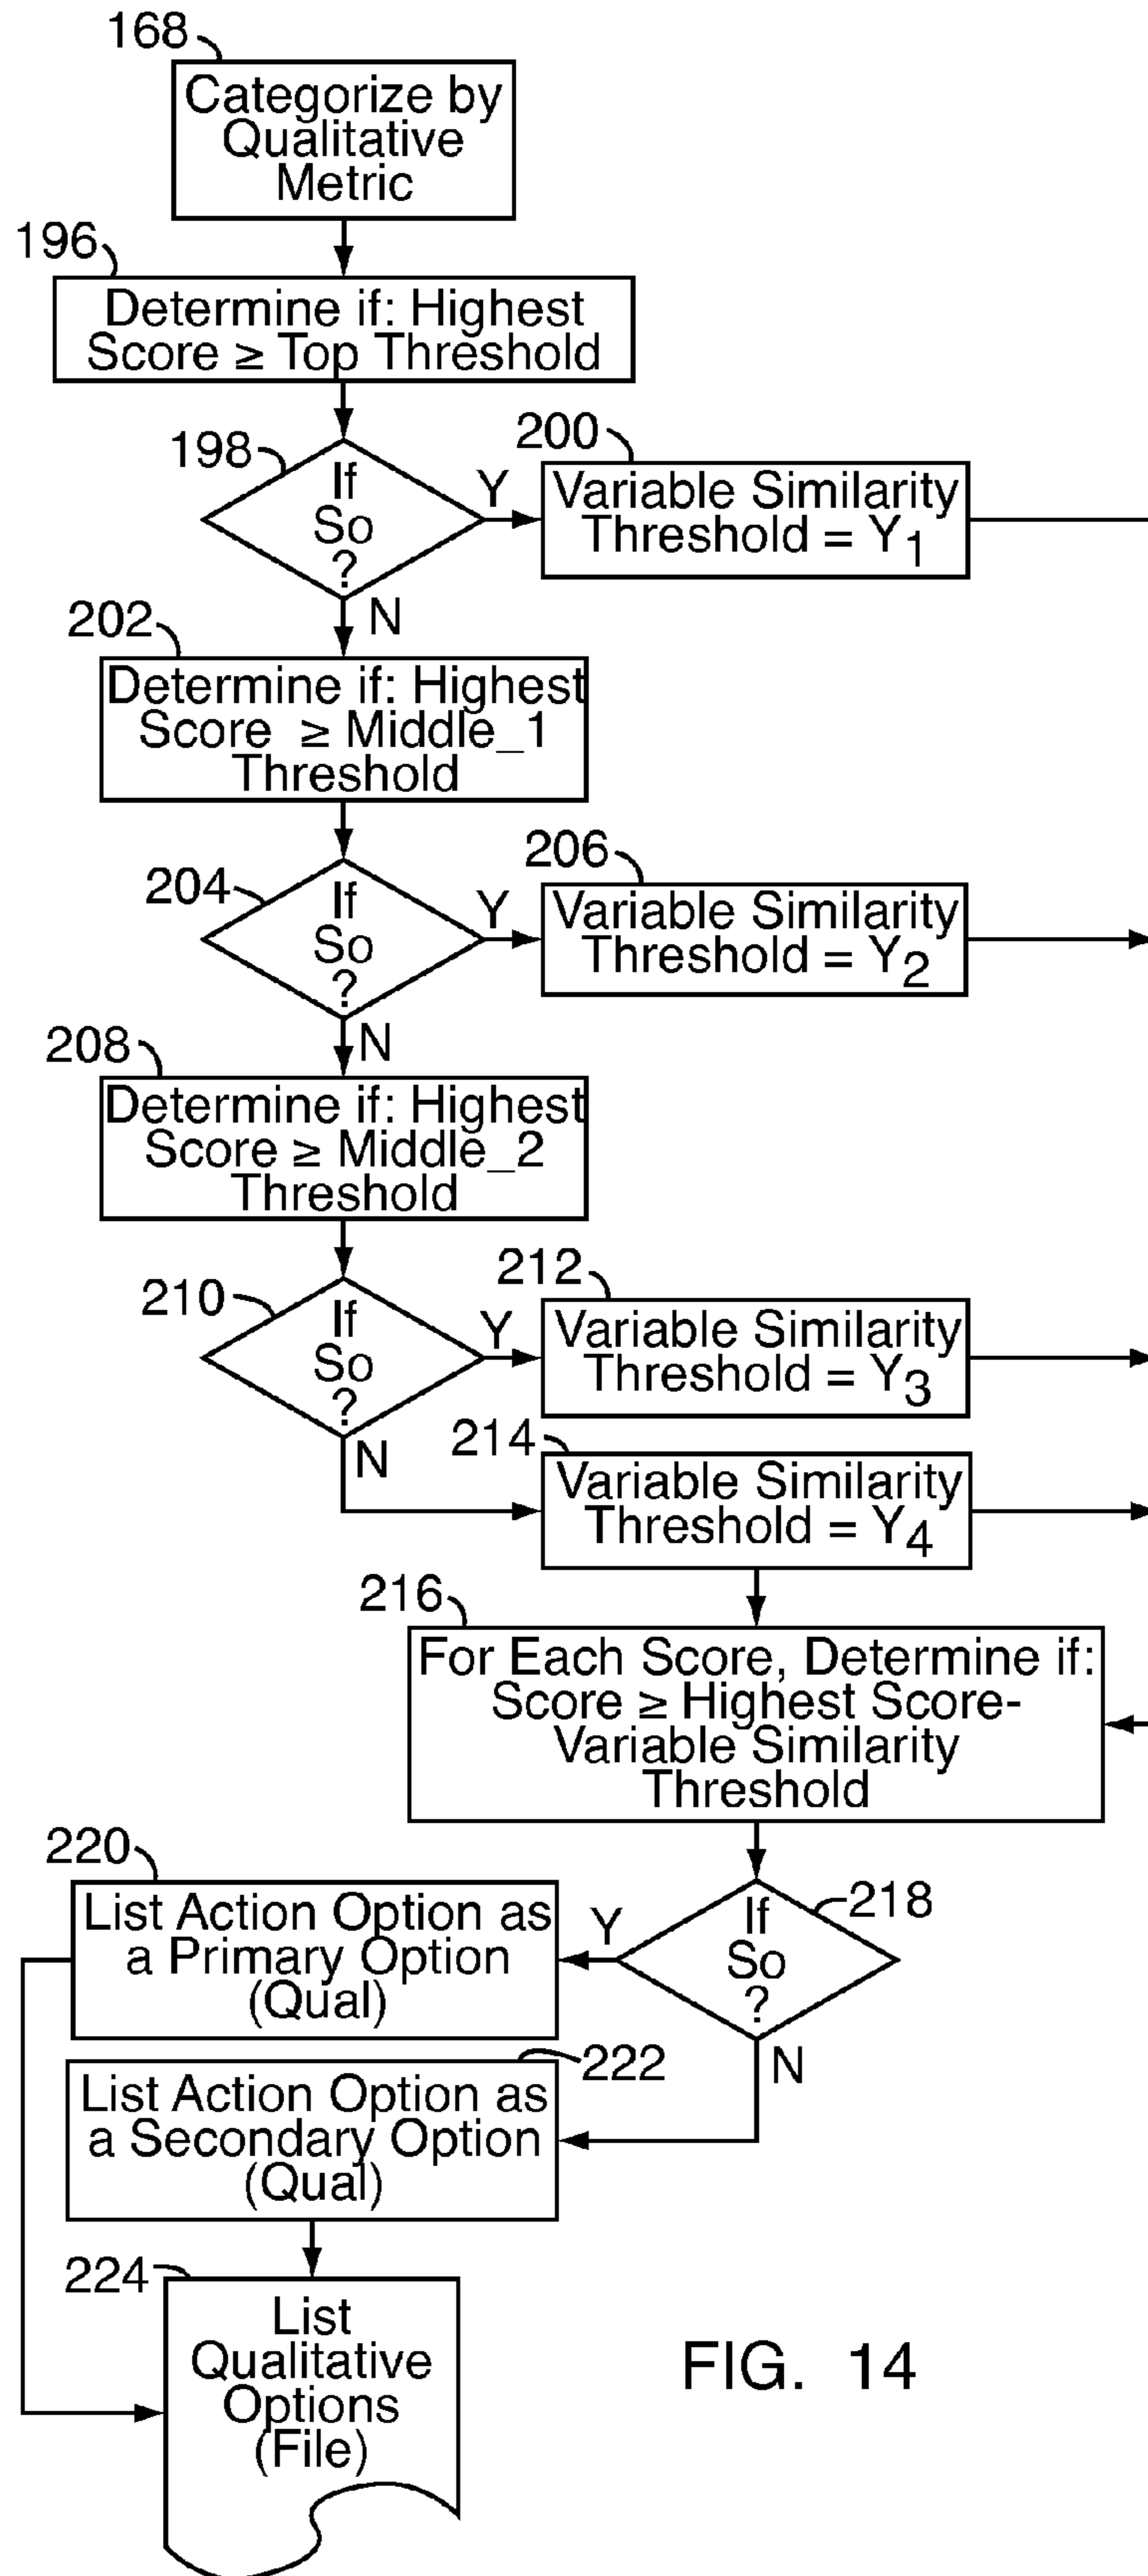 168
Categorize by
Qualitative
Metric
196
Determine if: Highest
Score ≥ Top Threshold
198
If
So
?
Y
N
200
Variable Similarity
Threshold = Y1
202
Determine if: Highest
Score ≥ Middle_1
Threshold
204
If
So
?
Y
N
206
Variable Similarity
Threshold = Y2
208
Determine if: Highest
Score ≥ Middle_2
Threshold
210
If
So
?
Y
N
212
Variable Similarity
Threshold = Y3
214
Variable Similarity
Threshold = Y4
216
For Each Score, Determine if:
Score ≥ Highest Score-
Variable Similarity
Threshold
218
If
So
?
Y
N
220
List Action Option as
a Primary Option
(Qual)
222
List Action Option as
a Secondary Option
(Qual)
224
List
Qualitative
Options
(File)
FIG. 14